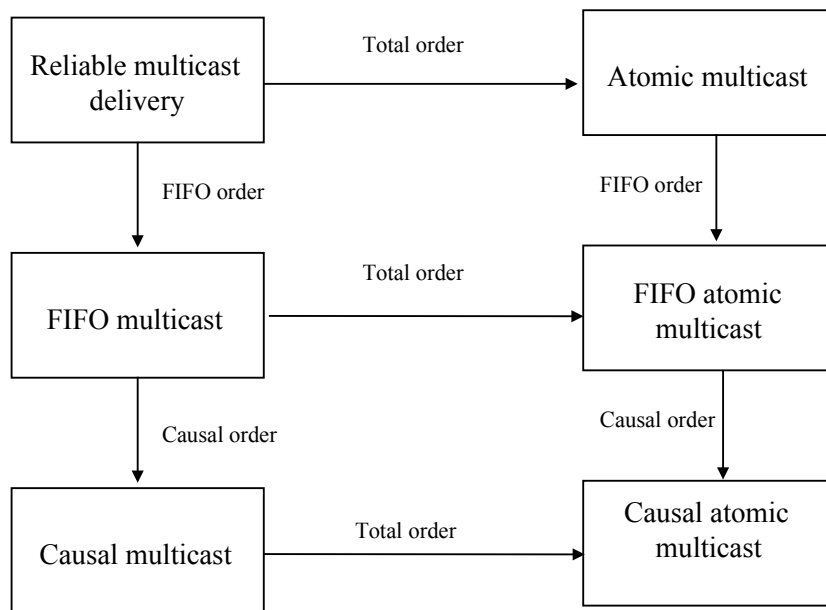 Reliable multicast
delivery
Total order
Atomic multicast
FIFO order
FIFO order
FIFO multicast
Total order
FIFO atomic
multicast
Causal order
Causal order
Causal multicast
Total order
Causal atomic
multicast